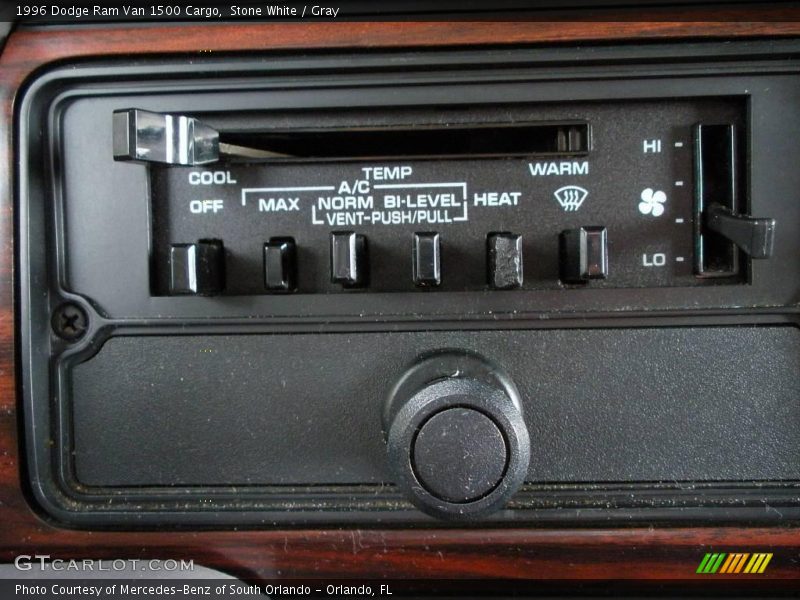 1996 Dodge Ram Van 1500 Cargo, Stone White / Gray
COOL TEMP WARM HI
OFF MAX A/C NORM BI-LEVEL HEAT
VENT-PUSH/PULL
LO
GTCARLOT.COM
Photo Courtesy of Mercedes-Benz of South Orlando - Orlando, FL